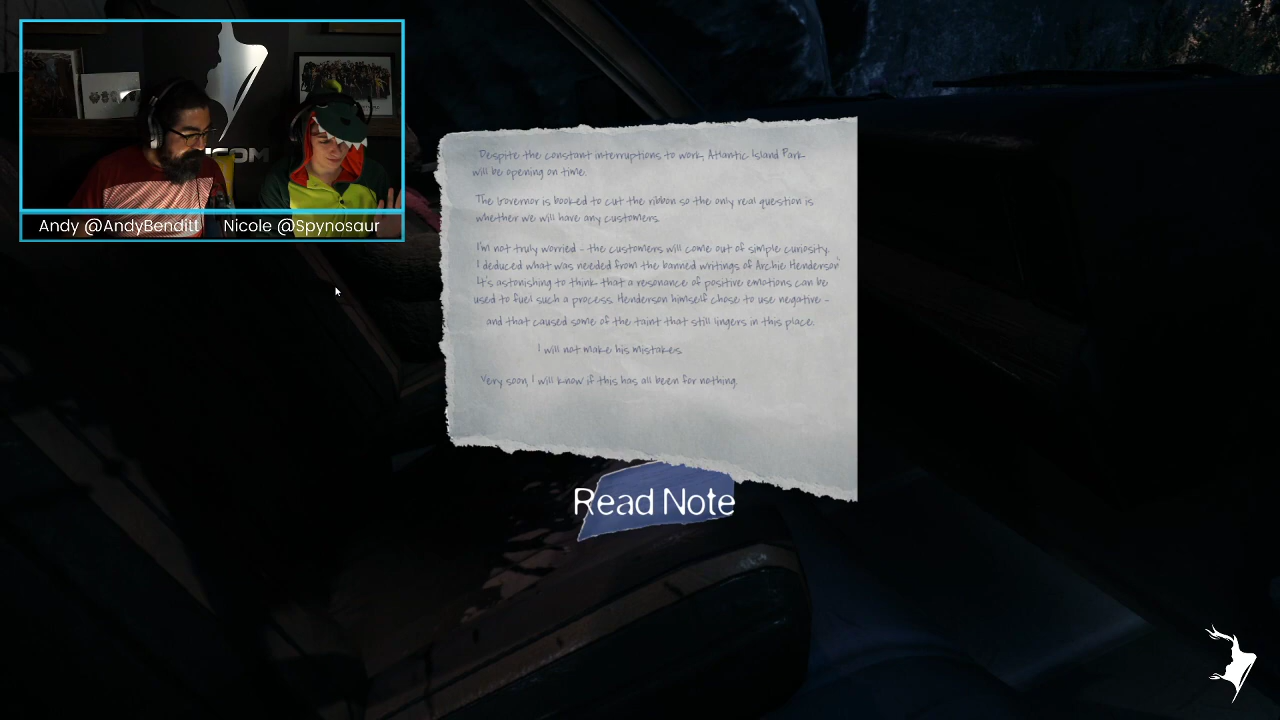 COM
Andy @AndyBenditt Nicole @Spynosaur
Despite the constant interruptions to work, Atlantic Island Park
will be opening on time.
The Governor is booked to cut the ribbon so the only real question is
whether we will have any customers.
I'm not truly worried - the customers will come out of simple curiosity.
I deduced what was needed from the banned writings of Archie Henderson.
It's astonishing to think that a resonance of positive emotions can be
used to fuel such a process. Henderson himself chose to use negative -
and that caused some of the taint that still lingers in this place.
I will not make his mistakes.
Very soon, I will know if this has all been for nothing.
Read Note